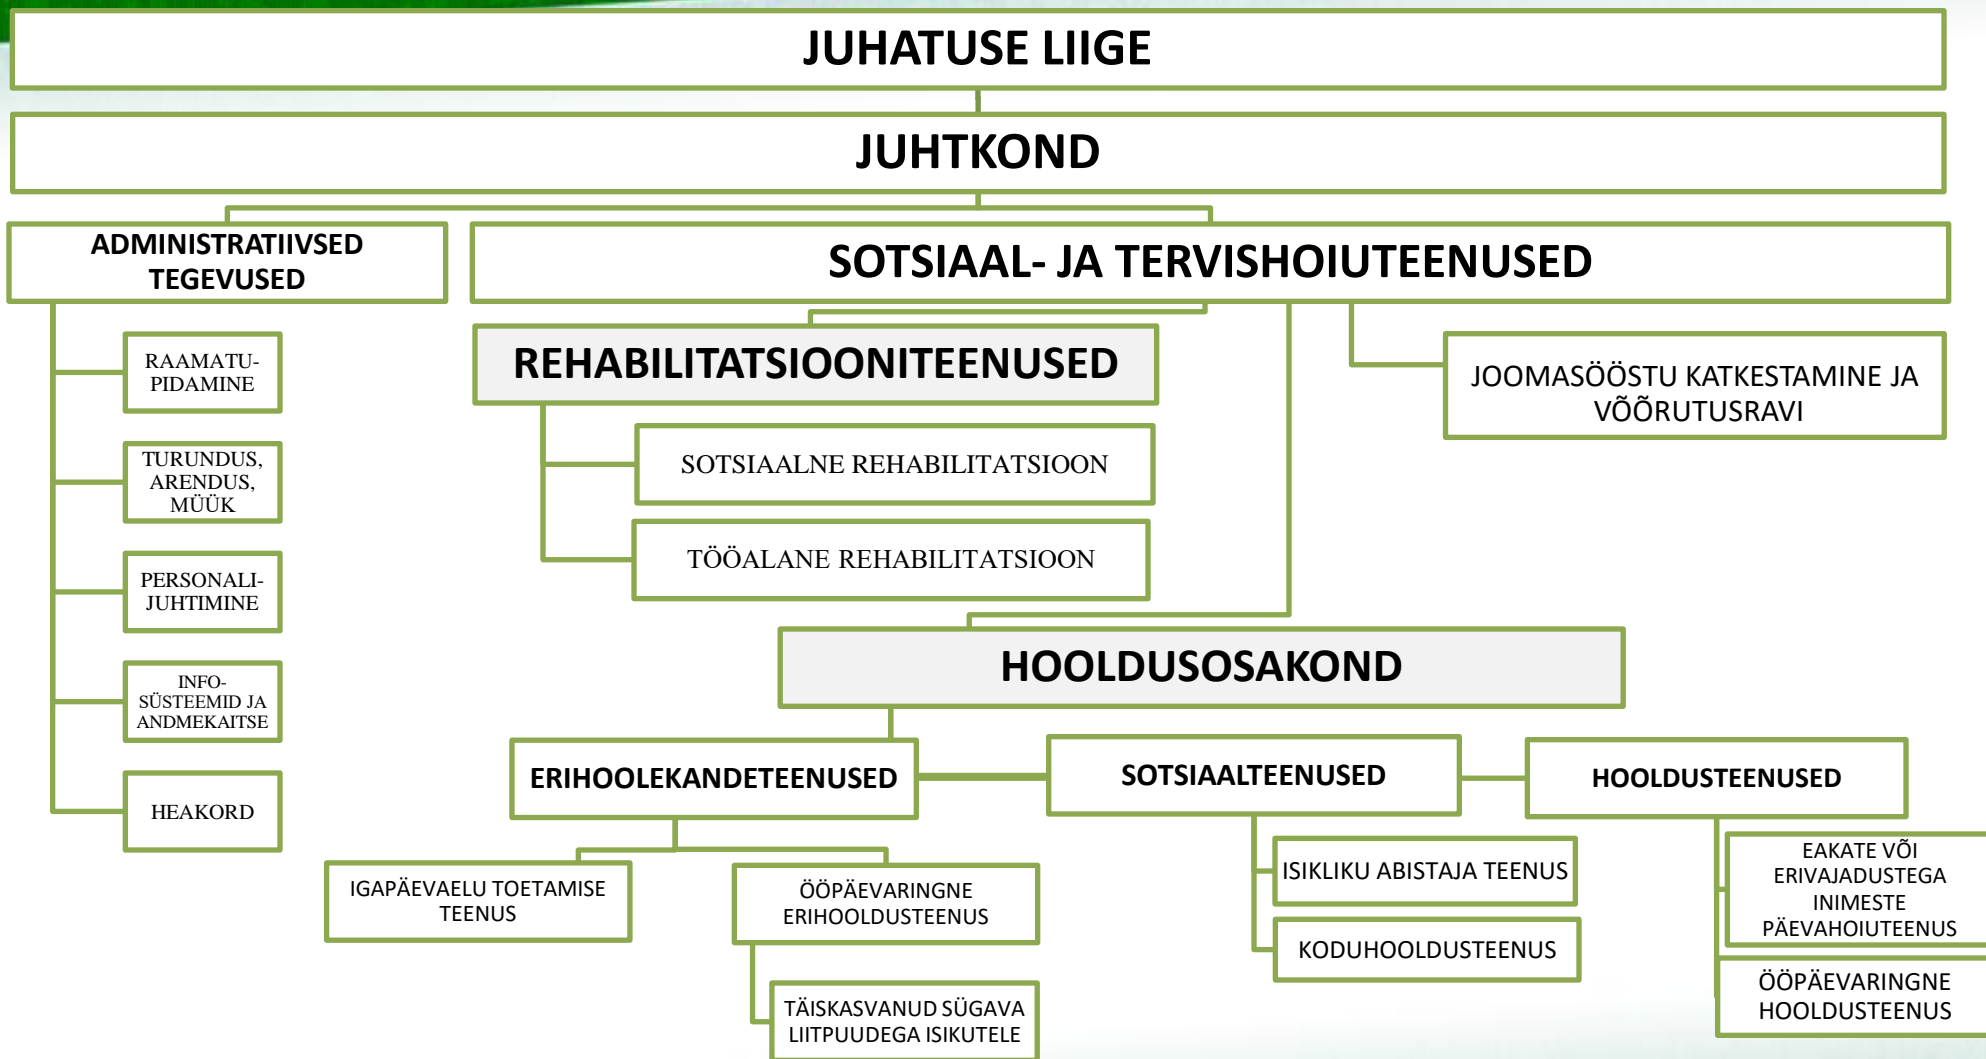 JUHATUSE LIIGE
JUHTKOND
ADMINISTRATIIVSED
TEGEVUSED
SOTSIAAL- JA TERVISHOIUTEENUSED
RAAMATU-
PIDAMINE
TURUNDUS,
ARENDUS,
MÜÜK
PERSONALI-
JUHTIMINE
INFO-
SÜSTEEMID JA
ANDMEKAITSE
HEAKORD
REHABILITATSIOONITEENUSED
SOTSIAALNE REHABILITATSIOON
TÖÖALANE REHABILITATSIOON
JOOMASÖÖSTU KATKESTAMINE JA
VÕÕRUTUSRAVI
HOOLDUSOSAKOND
ERIHOOLEKANDETEENUSED
IGAPÄEVAELU TOETAMISE
TEENUS
ÖÖPÄEVARINGNE
ERIHOOLDUSTEENUS
TÄISKASVANUD SÜGAVA
LIITPUUDEGA ISIKUTELE
SOTSIAALTEENUSED
ISIKLIKU ABISTAJA TEENUS
KODUHOOLDUSTEENUS
HOOLDUSTEENUSED
EAKATE VÕI
ERIVAJADUSTEGA
INIMESTE
PÄEVAHOIUTEENUS
ÖÖPÄEVARINGNE
HOOLDUSTEENUS